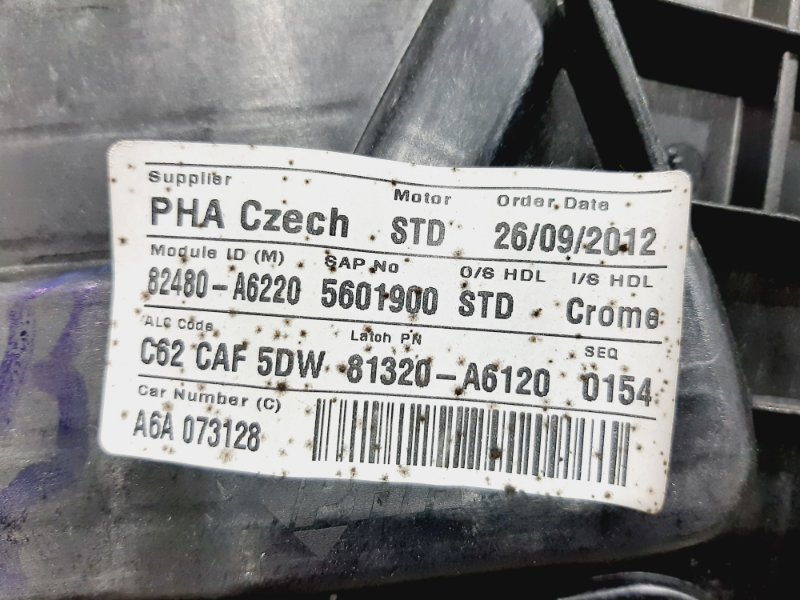 Supplier Motor Order Date
PHA Czech STD 26/09/2012
Module ID (M) SAP No O/S HDL I/S HDL
82480-A6220 5601900 STD Crome
ALC Code Latch PN SEQ
C62 CAF 5DW 81320-A6120 0154
Car Number (C)
A6A 073128